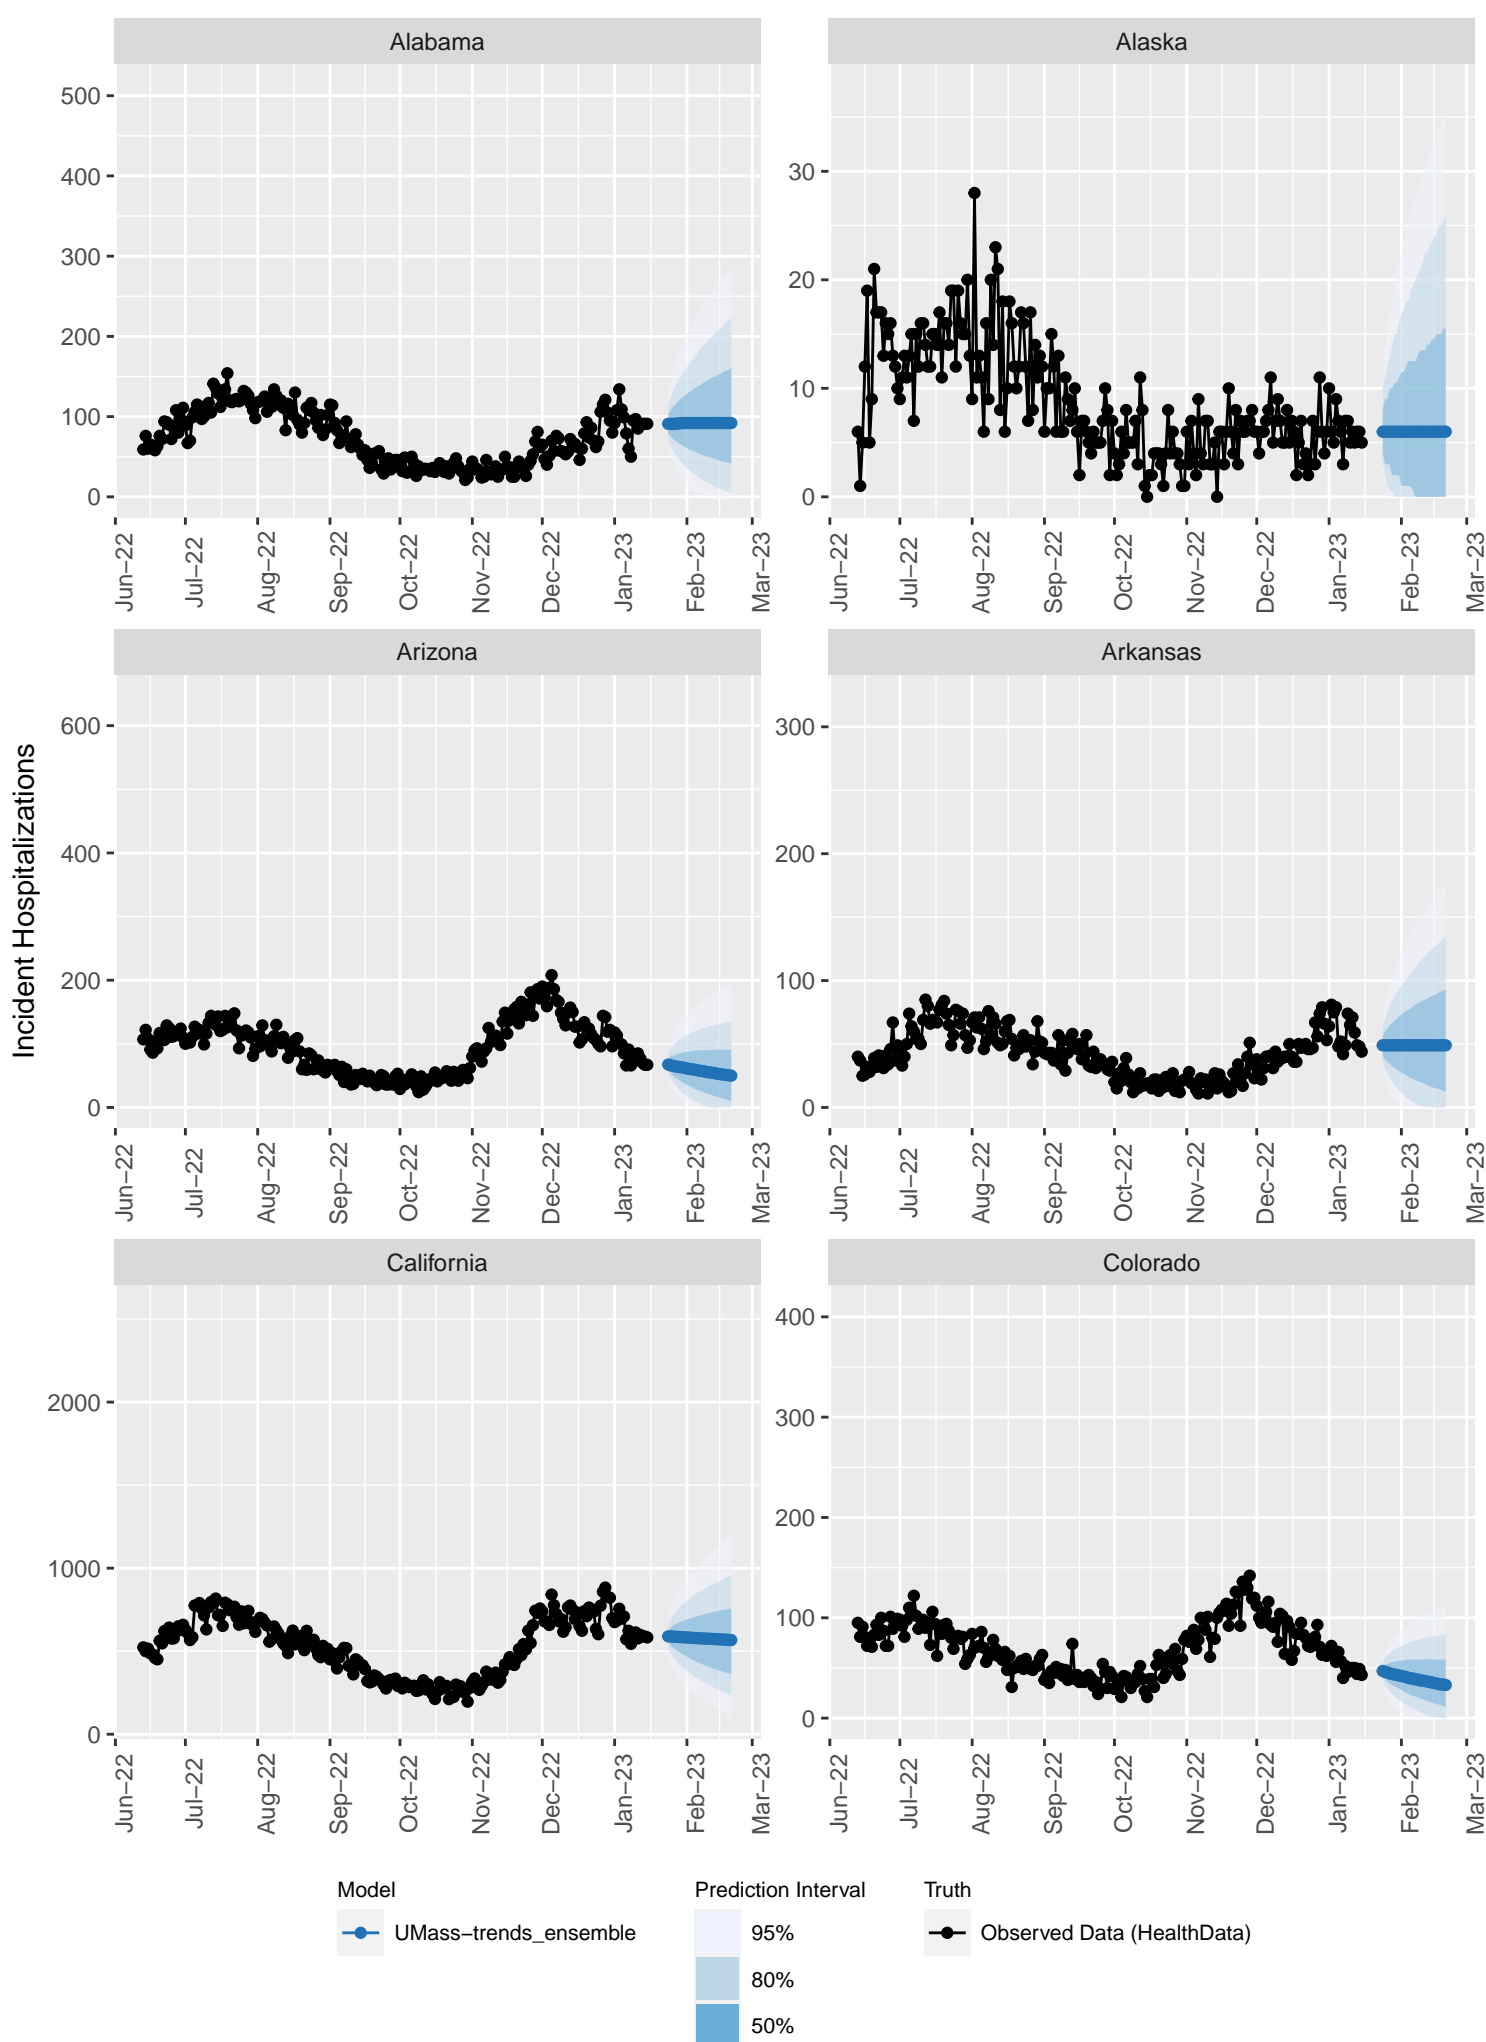 Alabama
Alaska
500
400
300
200
100
0
30
20
10
0
Jun−22
Jul−22
Aug−22
Sep−22
Oct−22
Nov−22
Dec−22
Jan−23
Feb−23
Mar−23
Jun−22
Jul−22
Aug−22
Sep−22
Oct−22
Nov−22
Dec−22
Jan−23
Feb−23
Mar−23
Incident Hospitalizations
Arizona
Arkansas
600
400
200
0
300
200
100
0
Jun−22
Jul−22
Aug−22
Sep−22
Oct−22
Nov−22
Dec−22
Jan−23
Feb−23
Mar−23
Jun−22
Jul−22
Aug−22
Sep−22
Oct−22
Nov−22
Dec−22
Jan−23
Feb−23
Mar−23
California
Colorado
2000
1000
0
400
300
200
100
0
Jun−22
Jul−22
Aug−22
Sep−22
Oct−22
Nov−22
Dec−22
Jan−23
Feb−23
Mar−23
Jun−22
Jul−22
Aug−22
Sep−22
Oct−22
Nov−22
Dec−22
Jan−23
Feb−23
Mar−23
Model
UMass−trends_ensemble
Prediction Interval
95%
80%
50%
Truth
Observed Data (HealthData)